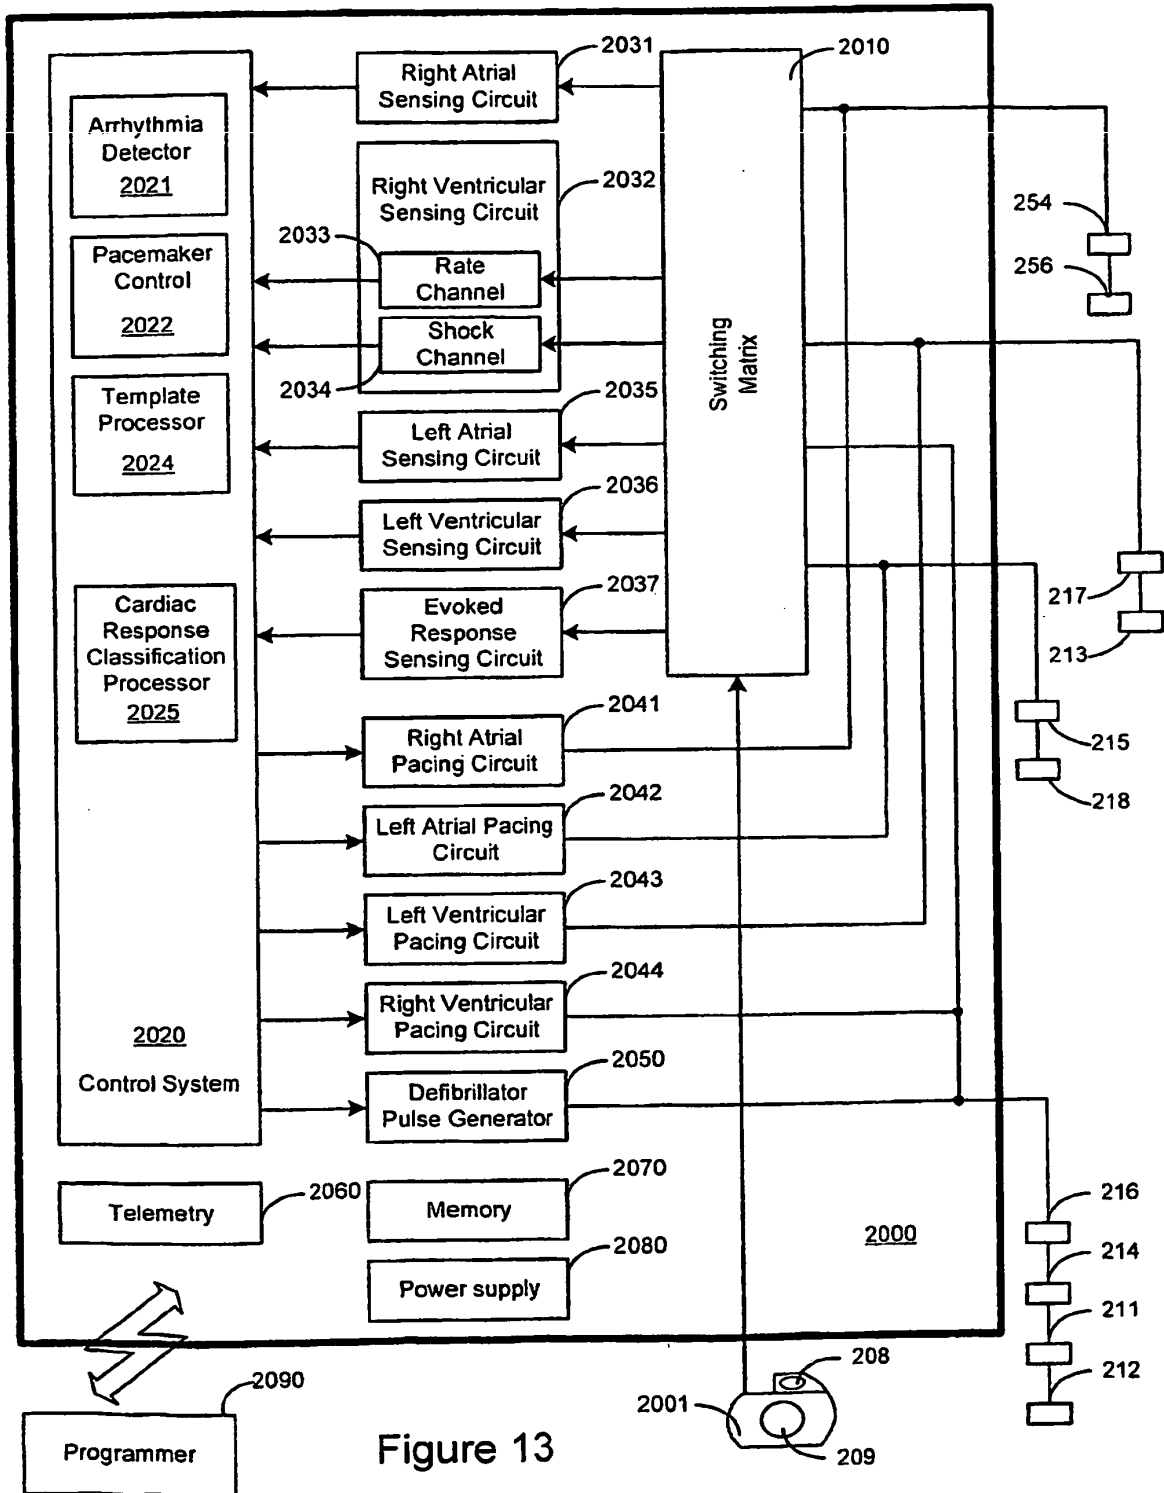 2031
2010
Right Atrial
Sensing Circuit
Arrhythmia
Detector
2021
Right Ventricular
Sensing Circuit
2032
2033
Rate
Channel
Shock
Channel
2034
Pacemaker
Control
2022
Template
Processor
2024
2035
Left Atrial
Sensing Circuit
2036
Left Ventricular
Sensing Circuit
2037
Evoked
Response
Sensing Circuit
Cardiac
Response
Classification
Processor
2025
Switching
Matrix
254
256
217
213
215
218
2041
Right Atrial
Pacing Circuit
2042
Left Atrial Pacing
Circuit
2043
Left Ventricular
Pacing Circuit
2044
Right Ventricular
Pacing Circuit
2020
Control System
2050
Defibrillator
Pulse Generator
2060
Telemetry
2070
Memory
2080
Power supply
2000
216
214
211
212
2090
Programmer
208
2001
209
Figure 13